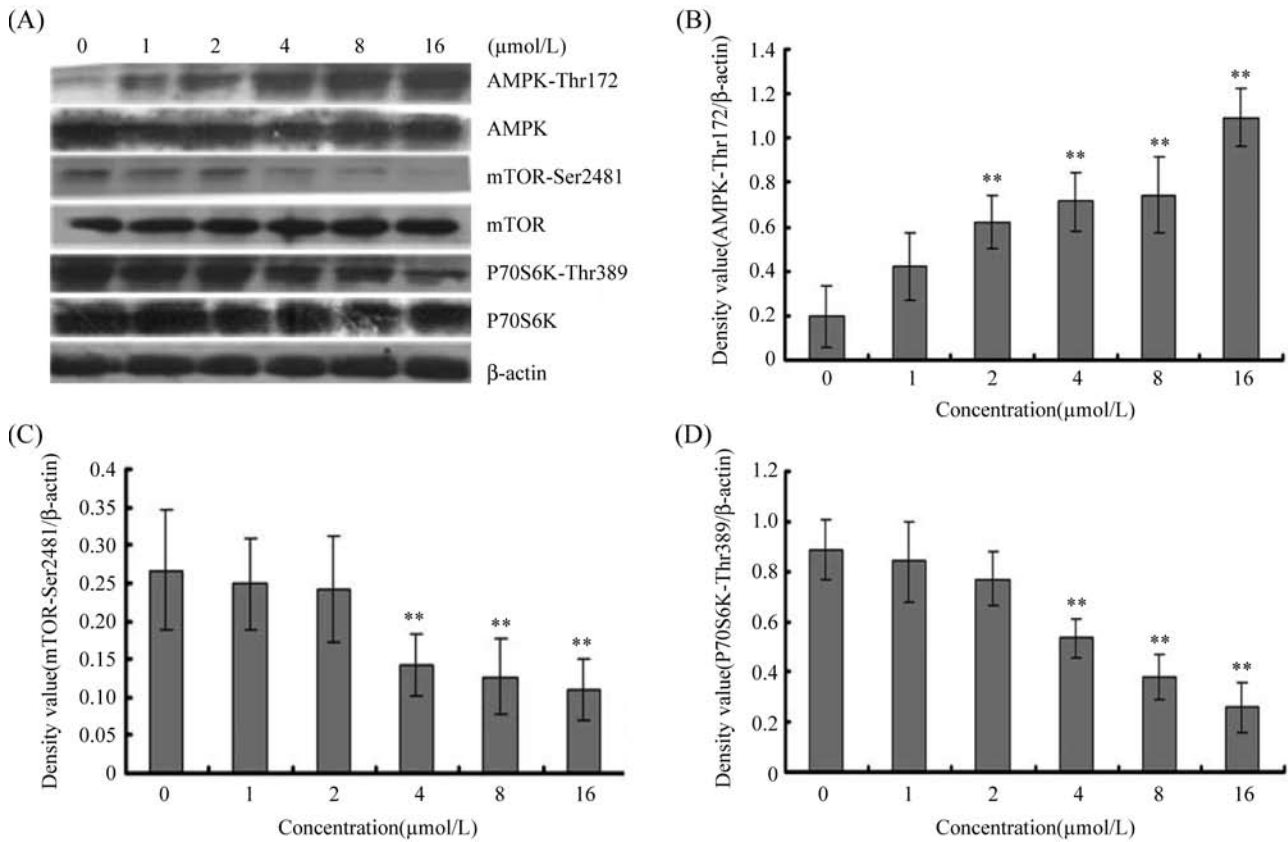 (A)
0 1 2 4 8 16 (μmol/L)
AMPK-Thr172
AMPK
mTOR-Ser2481
mTOR
P70S6K-Thr389
P70S6K
β-actin
(B)
Density value(AMPK-Thr172/β-actin)
1.4
1.2
1.0
0.8
0.6
0.4
0.2
0
** ** ** **
0 1 2 4 8 16
Concentration(μmol/L)
(C)
Density value(mTOR-Ser2481/β-actin)
0.4
0.35
0.30
0.25
0.20
0.15
0.10
0.05
0
** ** **
0 1 2 4 8 16
Concentration(μmol/L)
(D)
Density value(P70S6K-Thr389/β-actin)
1.2
1.0
0.8
0.6
0.4
0.2
0
** ** **
0 1 2 4 8 16
Concentration(μmol/L)